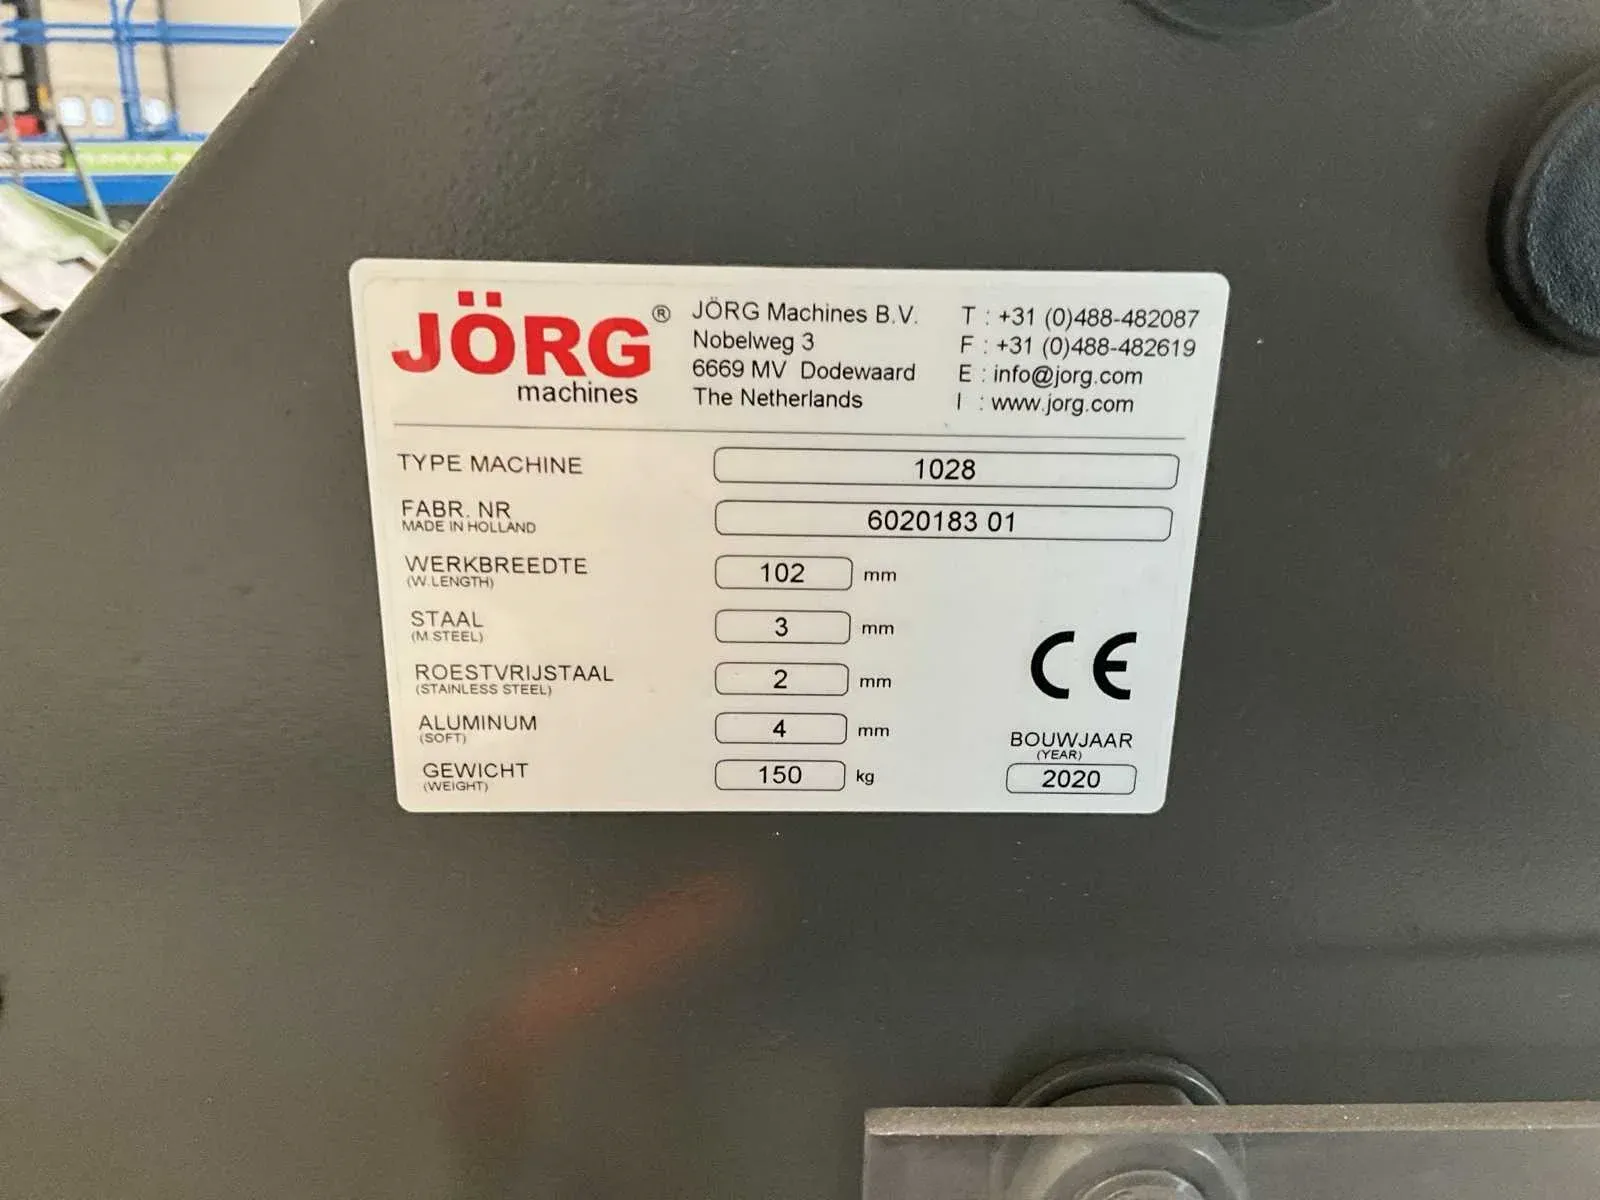 JÖRG®
machines
JÖRG Machines B.V.
Nobelweg 3
6669 MV Dodewaard
The Netherlands
T : +31 (0)488-482087
F : +31 (0)488-482619
E : info@jorg.com
I : www.jorg.com
TYPE MACHINE 1028
FABR. NR 6020183 01
MADE IN HOLLAND
WERKBREEDTE 102 mm
(W.LENGTH)
STAAL 3 mm
(M.STEEL)
ROESTVRIJSTAAL 2 mm
(STAINLESS STEEL)
ALUMINUM 4 mm
(SOFT)
GEWICHT 150 kg
(WEIGHT)
CE
BOUWJAAR
(YEAR)
2020